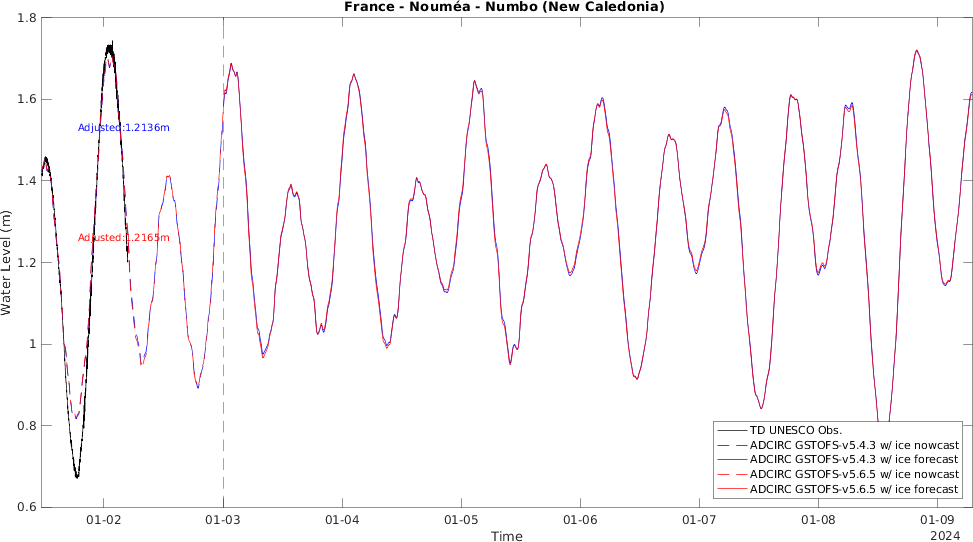 France - Nouméa - Numbo (New Caledonia)
1.8
1.6
1.4
1.2
1
0.8
0.6
Water Level (m)
Adjusted:1.2136m
Adjusted:1.2165m
TD UNESCO Obs.
ADCIRC GSTOFS-v5.4.3 w/ ice nowcast
ADCIRC GSTOFS-v5.4.3 w/ ice forecast
ADCIRC GSTOFS-v5.6.5 w/ ice nowcast
ADCIRC GSTOFS-v5.6.5 w/ ice forecast
01-02 01-03 01-04 01-05 01-06 01-07 01-08 01-09
2024
Time